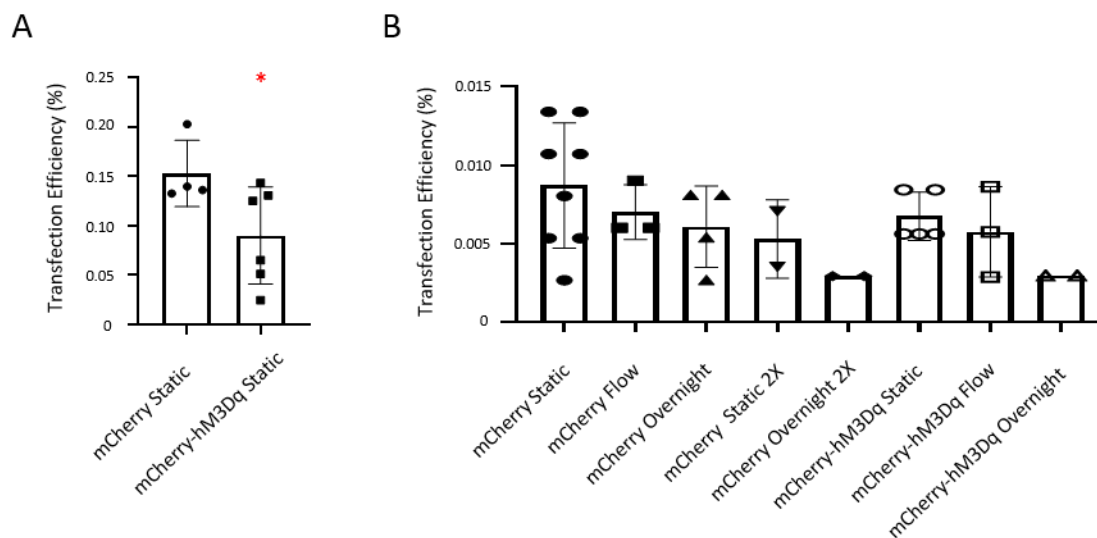 A
Transfection Efficiency (%)
0.25
0.20
0.15
0.10
0.05
0
*
mCherry Static
mCherry-hM3Dq Static
B
Transfection Efficiency (%)
0.015
0.010
0.005
0
mCherry Static
mCherry Flow
mCherry Overnight
mCherry Static 2X
mCherry Overnight 2X
mCherry-hM3Dq Static
mCherry-hM3Dq Flow
mCherry-hM3Dq Overnight